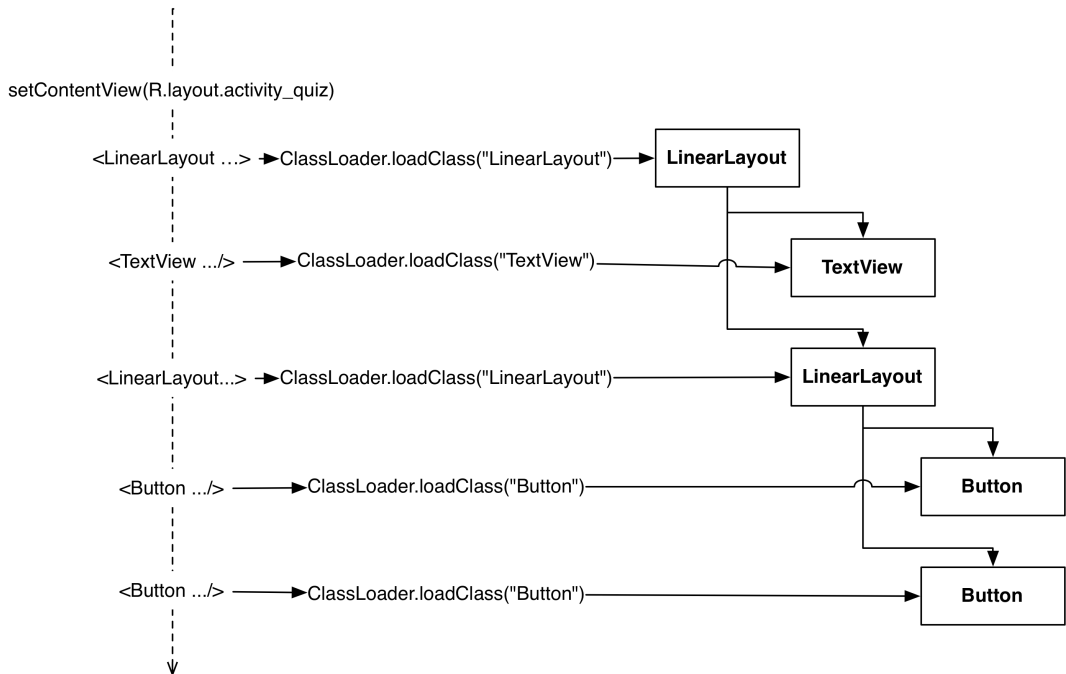 setContentView(R.layout.activity_quiz)
<LinearLayout ...> ClassLoader.loadClass("LinearLayout") LinearLayout
<TextView .../> ClassLoader.loadClass("TextView") TextView
<LinearLayout...> ClassLoader.loadClass("LinearLayout") LinearLayout
<Button .../> ClassLoader.loadClass("Button") Button
<Button .../> ClassLoader.loadClass("Button") Button